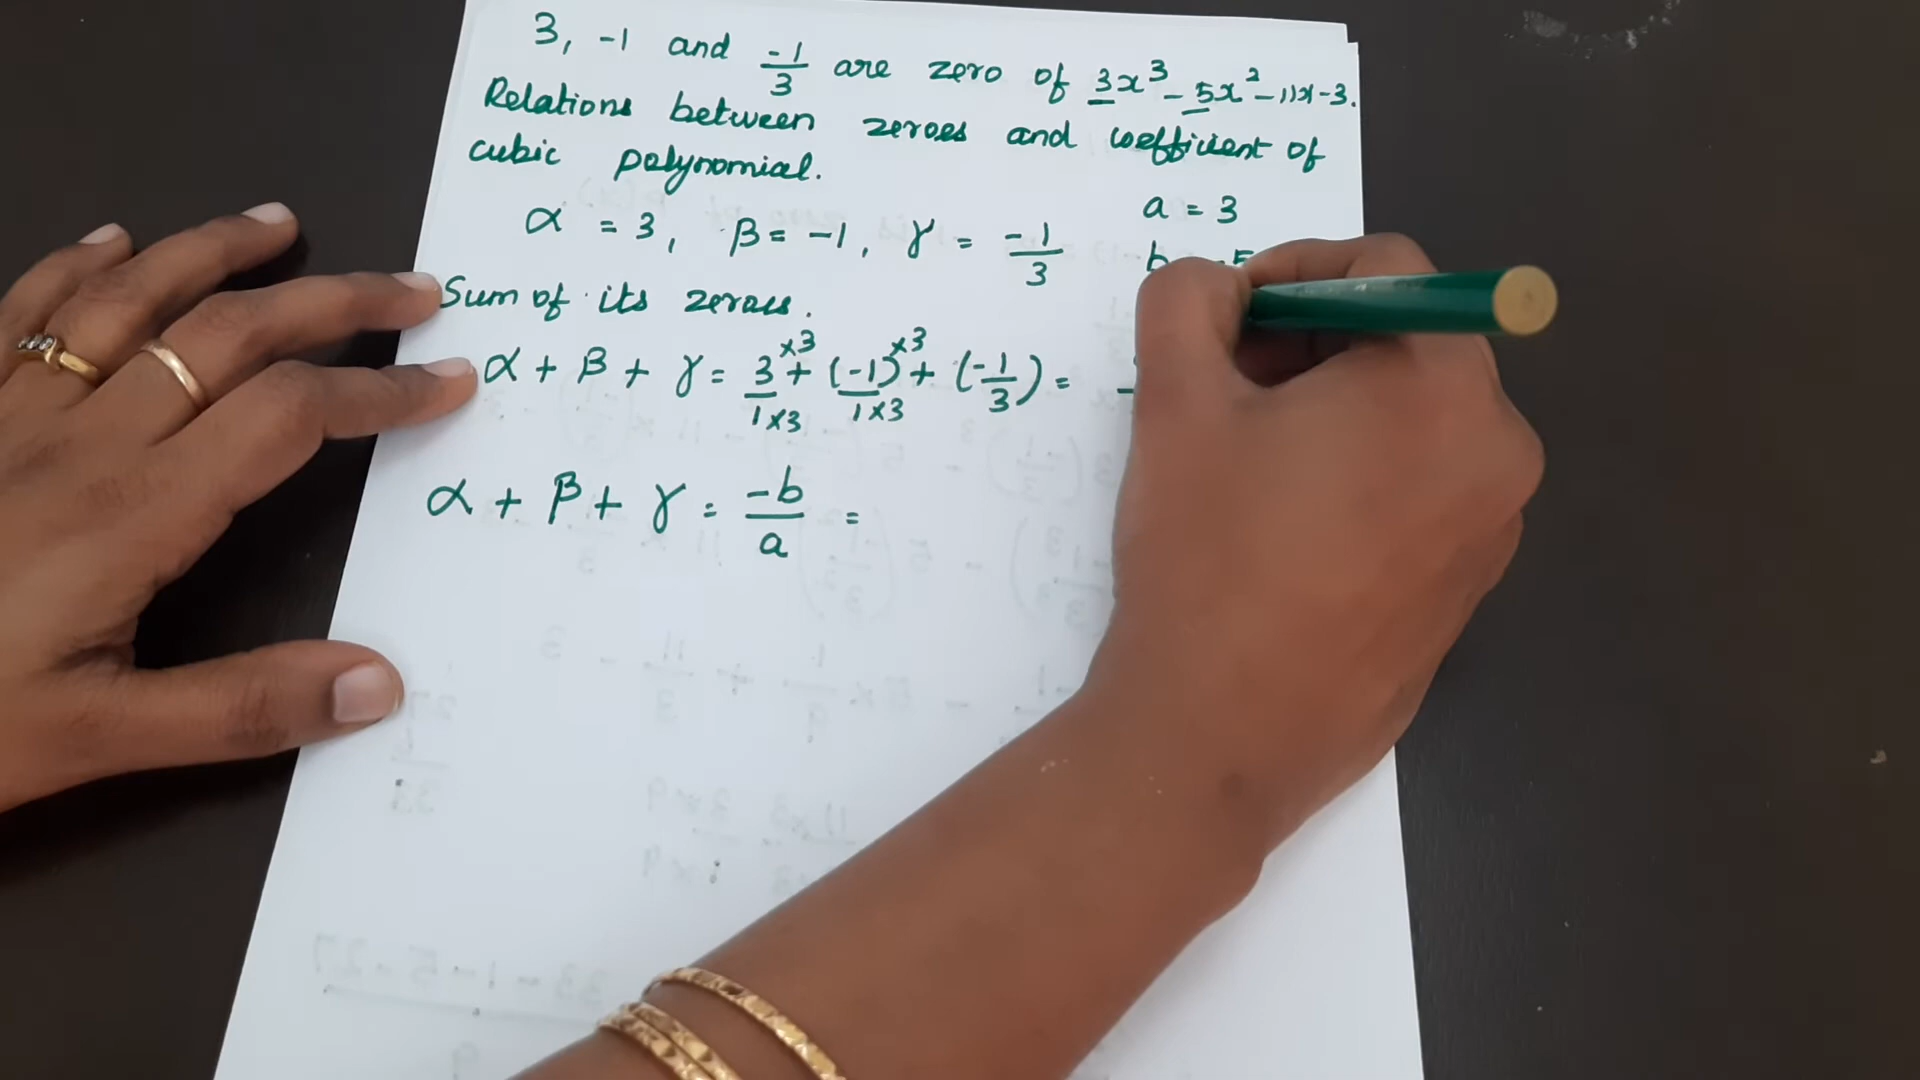 3, -1 and -1/3 are zero of 3x³ - 5x² - 11x - 3.
Relations between zeroes and coefficient of
cubic polynomial.
α = 3, β = -1, γ = -1/3
a = 3
b = -5
Sum of its zeroes.
α + β + γ = 3×3/1×3 + (-1)×3/1×3 + (-1/3) =
α + β + γ = -b/a =